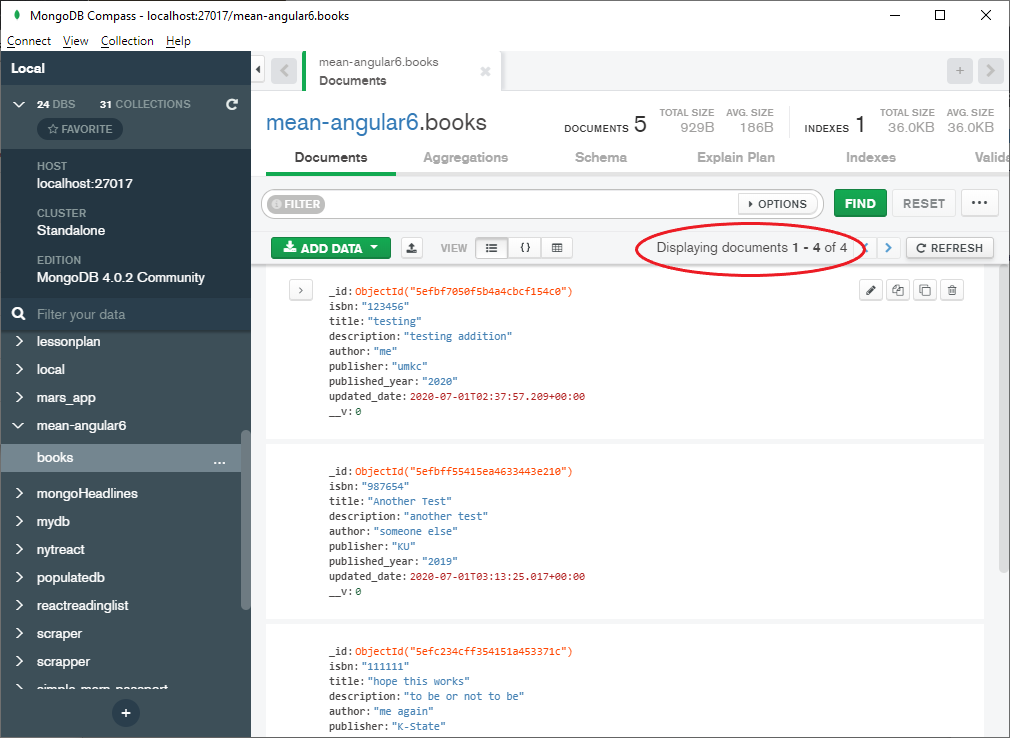 MongoDB Compass - localhost:27017/mean-angular6.books
Connect View Collection Help
Local
24 DBS 31 COLLECTIONS
FAVORITE
HOST
localhost:27017
CLUSTER
Standalone
EDITION
MongoDB 4.0.2 Community
Filter your data
lessonplan
local
mars_app
mean-angular6
books ...
mongoHeadlines
mydb
nytreact
populatedb
reactreadinglist
scraper
scrapper
simple-mern-passport
+
mean-angular6.books
Documents
mean-angular6.books
DOCUMENTS 5
TOTAL SIZE
929B
AVG. SIZE
186B
INDEXES 1
TOTAL SIZE
36.0KB
AVG. SIZE
36.0KB
Documents Aggregations Schema Explain Plan Indexes Valida
FILTER OPTIONS FIND RESET ...
ADD DATA VIEW {} Displaying documents 1 - 4 of 4 < > REFRESH
_id:ObjectId("5efbf7050f5b4a4cbcf154c0")
isbn:"123456"
title:"testing"
description:"testing addition"
author:"me"
publisher:"umkc"
published_year:"2020"
updated_date:2020-07-01T02:37:57.209+00:00
__v:0
_id:ObjectId("5efbff55415ea4633443e210")
isbn:"987654"
title:"Another Test"
description:"another test"
author:"someone else"
publisher:"KU"
published_year:"2019"
updated_date:2020-07-01T03:13:25.017+00:00
__v:0
_id:ObjectId("5efc234cff354151a453371c")
isbn:"111111"
title:"hope this works"
description:"to be or not to be"
author:"me again"
publisher:"K-State"